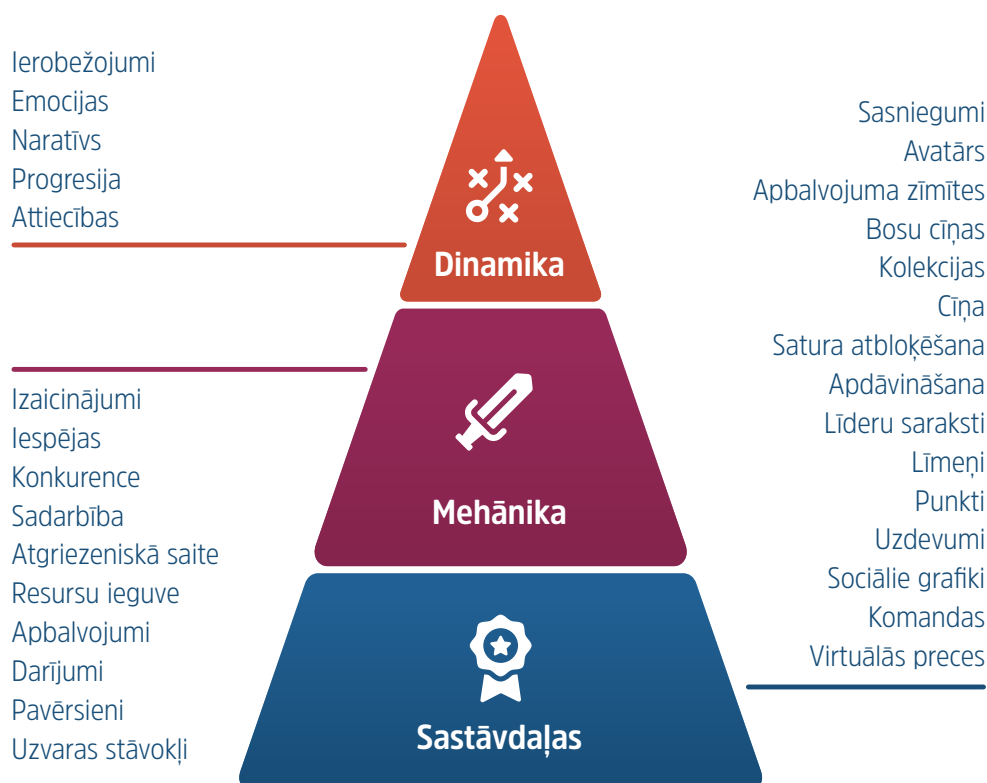 Ierobežojumi
Emocijas
Naratīvs
Progresija
Attiecības
Dinamika
Izaicinājumi
Iespējas
Konkurence
Sadarbība
Atgriezeniskā saite
Resursu ieguve
Apbalvojumi
Darījumi
Pavērsieni
Uzvaras stāvokļi
Mehānika
Sasniegumi
Avatārs
Apbalvojuma zīmītes
Bosu cīņas
Kolekcijas
Cīņa
Satura atbloķēšana
Apdāvināšana
Līderu saraksti
Līmeņi
Punkti
Uzdevumi
Sociālie grafiki
Komandas
Virtuālās preces
Sastāvdaļas